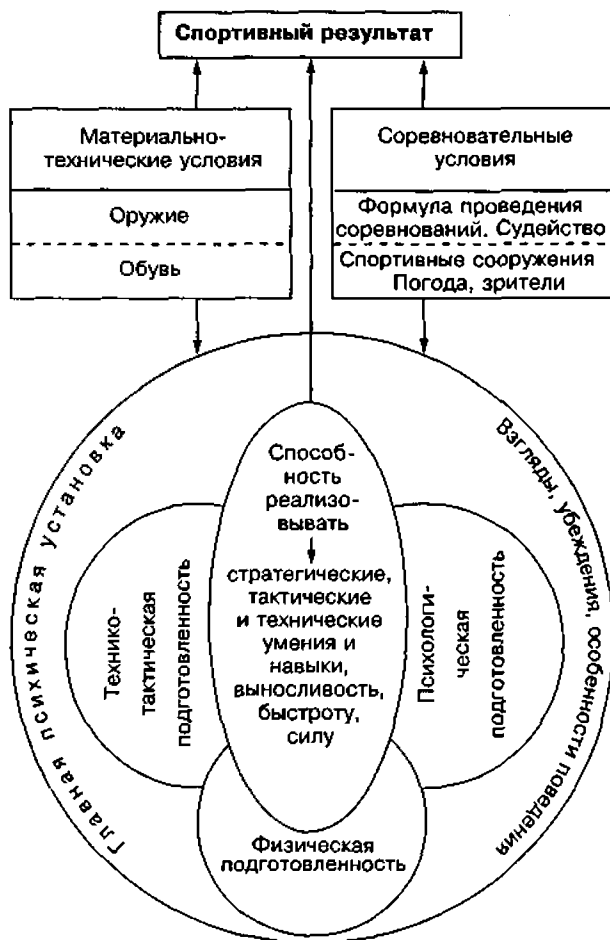 Спортивный результат
Материально-
технические условия
Оружие
Обувь
Соревновательные
условия
Формула проведения
соревнований. Судейство
Спортивные сооружения
Погода, зрители
Главная психическая установка
Взгляды, убеждения, особенности поведения
Способ-
ность
реализо-
вывать
стратегические,
тактические
и технические
умения и
навыки,
выносливость,
быстроту,
силу
Технико-
тактическая
подготовленность
Психологи-
ческая
подготовленность
Физическая
подготовленность